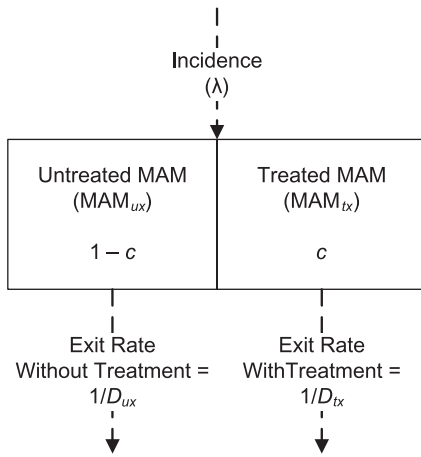 Incidence
(λ)
Untreated MAM
(MAMux)
1 – c
Treated MAM
(MAMtx)
c
Exit Rate
Without Treatment =
1/Dux
Exit Rate
WithTreatment =
1/Dtx